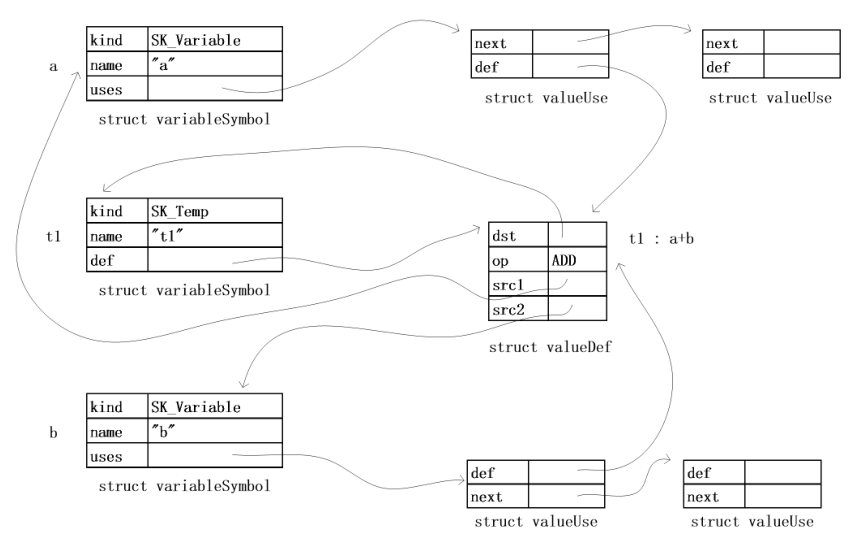 kind SK_Variable
a name "a"
uses
struct variableSymbol
next
def
struct valueUse
next
def
struct valueUse
kind SK_Temp
t1 name "t1"
def
struct variableSymbol
dst
op ADD
src1
src2
struct valueDef
t1 : a+b
kind SK_Variable
b name "b"
uses
struct variableSymbol
def
next
struct valueUse
def
next
struct valueUse